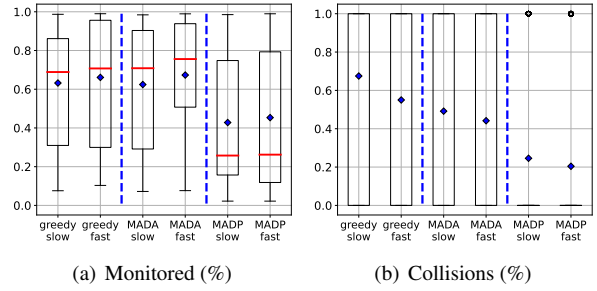 1.0
0.8
0.6
0.4
0.2
0.0
greedy slow
greedy fast
MADA slow
MADA fast
MADP slow
MADP fast
(a) Monitored (%)
1.0
0.8
0.6
0.4
0.2
0.0
greedy slow
greedy fast
MADA slow
MADA fast
MADP slow
MADP fast
(b) Collisions (%)